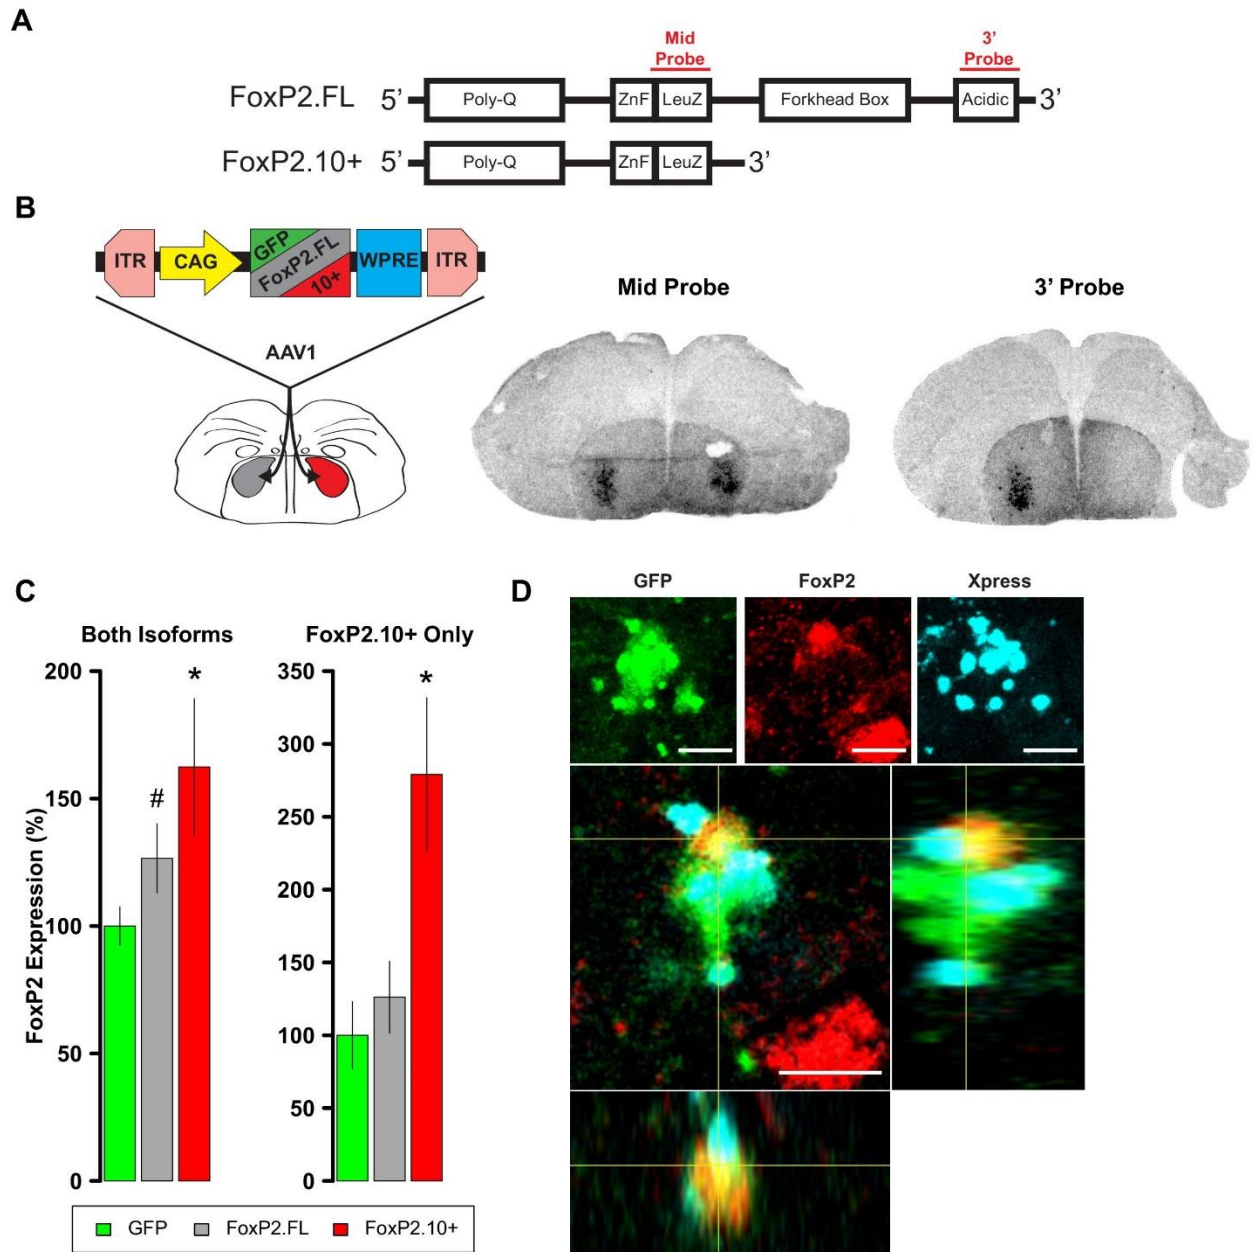 A
Mid
Probe
3'
Probe
FoxP2.FL 5' Poly-Q ZnF LeuZ Forkhead Box Acidic 3'
FoxP2.10+ 5' Poly-Q ZnF LeuZ 3'
B
ITR CAG GFP FoxP2.FL 10+ WPRE ITR
AAV1
Mid Probe
3' Probe
C
Both Isoforms
FoxP2.10+ Only
FoxP2 Expression (%)
200
150
100
50
0
350
300
250
200
150
100
50
0
#
*
*
GFP FoxP2.FL FoxP2.10+
D
GFP
FoxP2
Xpress